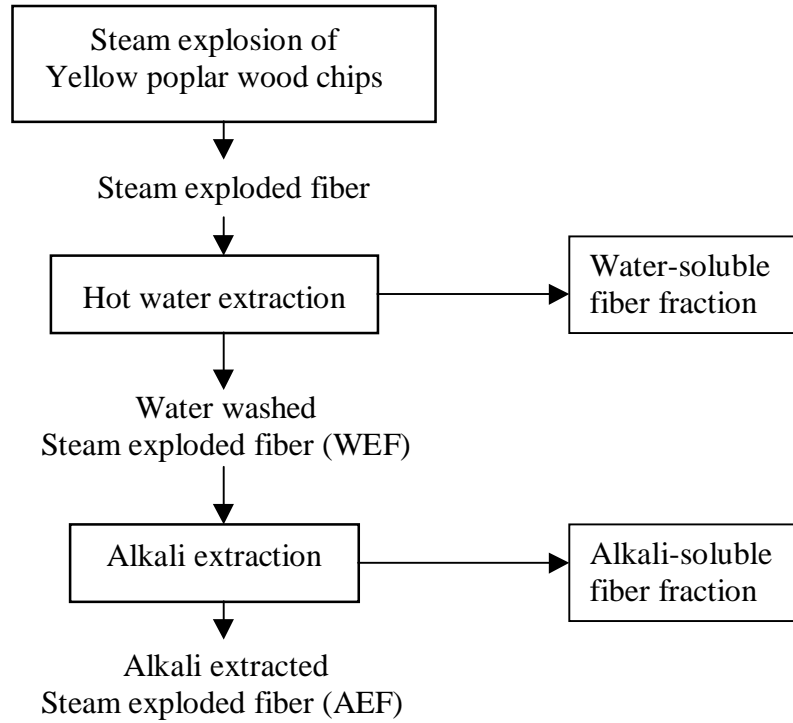 Steam explosion of
Yellow poplar wood chips
Steam exploded fiber
Hot water extraction
Water-soluble
fiber fraction
Water washed
Steam exploded fiber (WEF)
Alkali extraction
Alkali-soluble
fiber fraction
Alkali extracted
Steam exploded fiber (AEF)